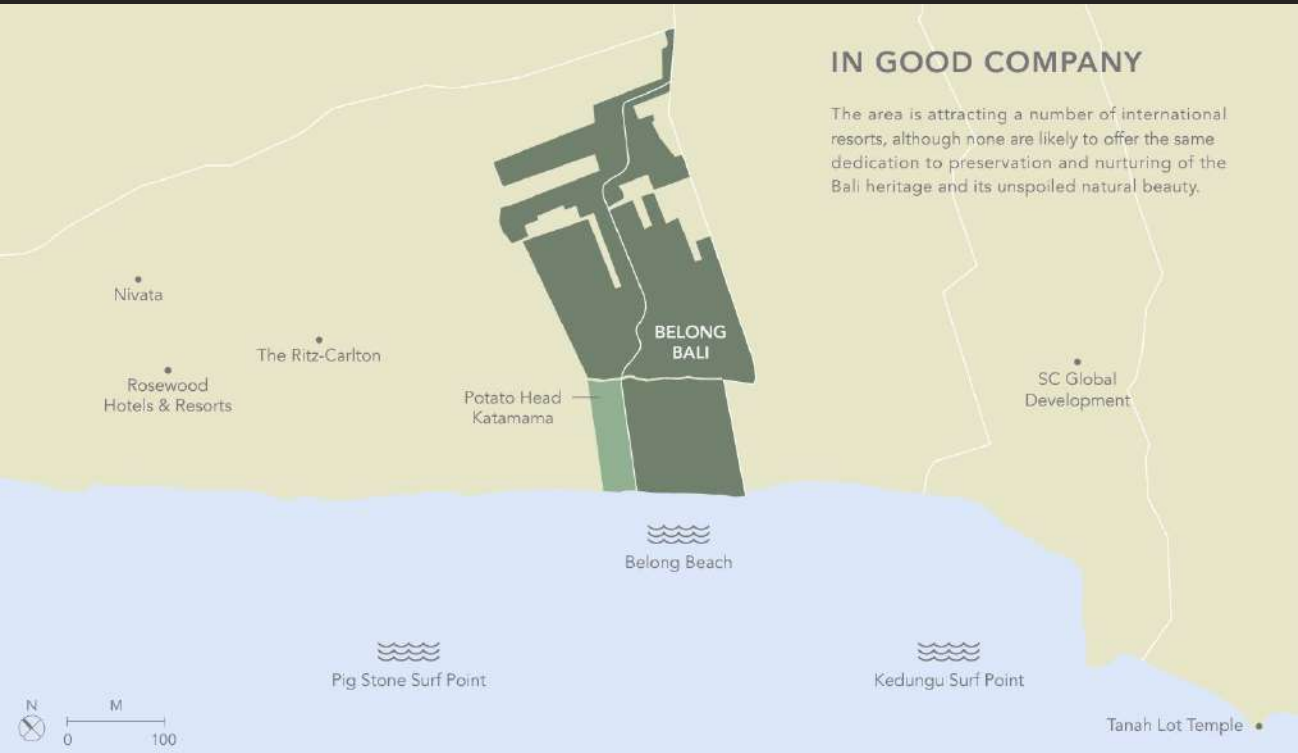 IN GOOD COMPANY
The area is attracting a number of international
resorts, although none are likely to offer the same
dedication to preservation and nurturing of the
Bali heritage and its unspoiled natural beauty.
Nivata
The Ritz-Carlton
Rosewood
Hotels & Resorts
Potato Head
Katamama
BELONG
BALI
SC Global
Development
Belong Beach
Pig Stone Surf Point
Kedungu Surf Point
Tanah Lot Temple
N
M
0 100